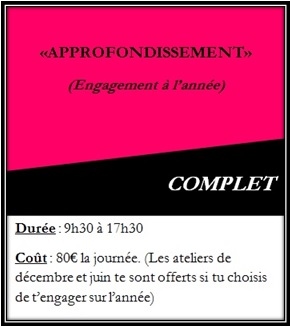 «APPROFONDISSEMENT»
(Engagement à l'année)
COMPLET
Durée : 9h30 à 17h30
Coût : 80€ la journée. (Les ateliers de
décembre et juin te sont offerts si tu choisis
de t'engager sur l'année)